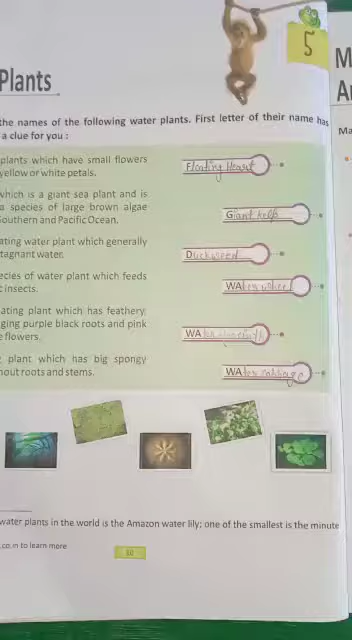 5
Plants
the names of the following water plants. First letter of their name has
a clue for you :
plants which have small flowers
yellow or white petals.
Floating Heart
which is a giant sea plant and is
a species of large brown algae
Southern and Pacific Ocean.
Giant kelp
ating water plant which generally
tagnant water.
Duckweed
ecies of water plant which feeds
insects.
WA
ating plant which has feathery
ging purple black roots and pink
flowers.
WA
plant which has big spongy
hout roots and stems.
WAter cabbage
water plants in the world is the Amazon water lily; one of the smallest is the minute
.co.in to learn more
M
A
Ma